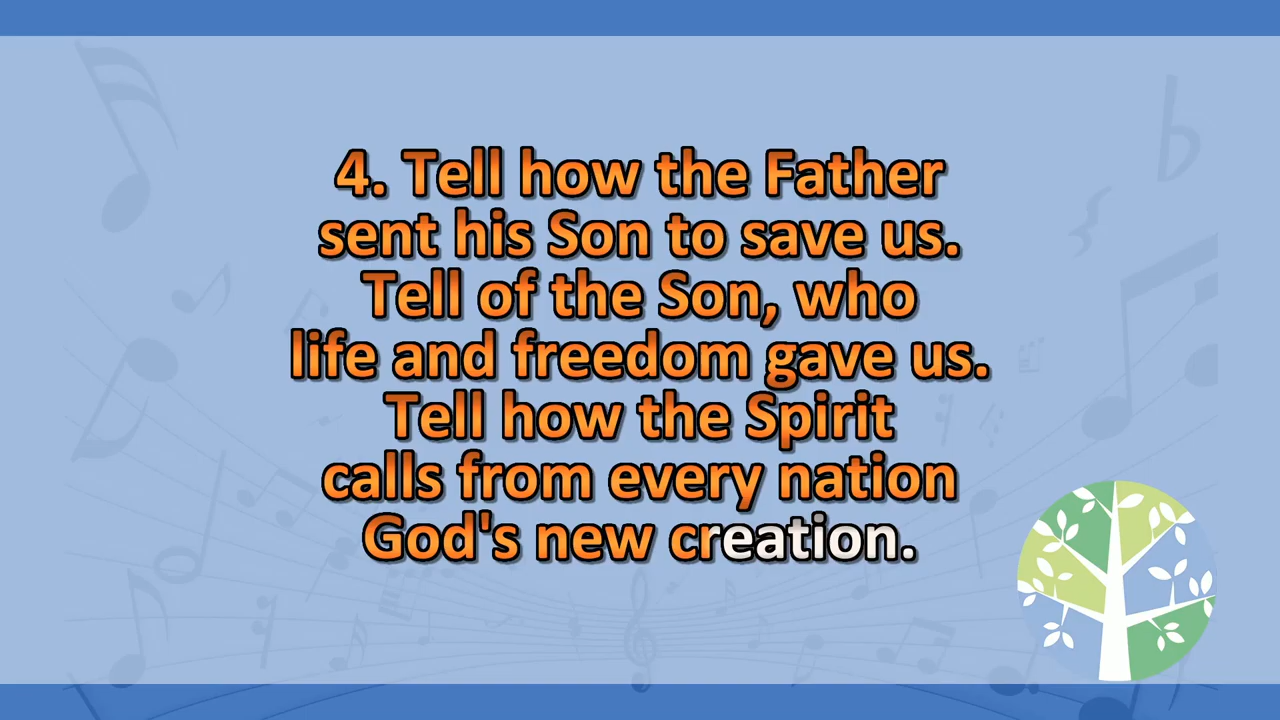 4. Tell how the Father
sent his Son to save us.
Tell of the Son, who
life and freedom gave us.
Tell how the Spirit
calls from every nation
God's new creation.